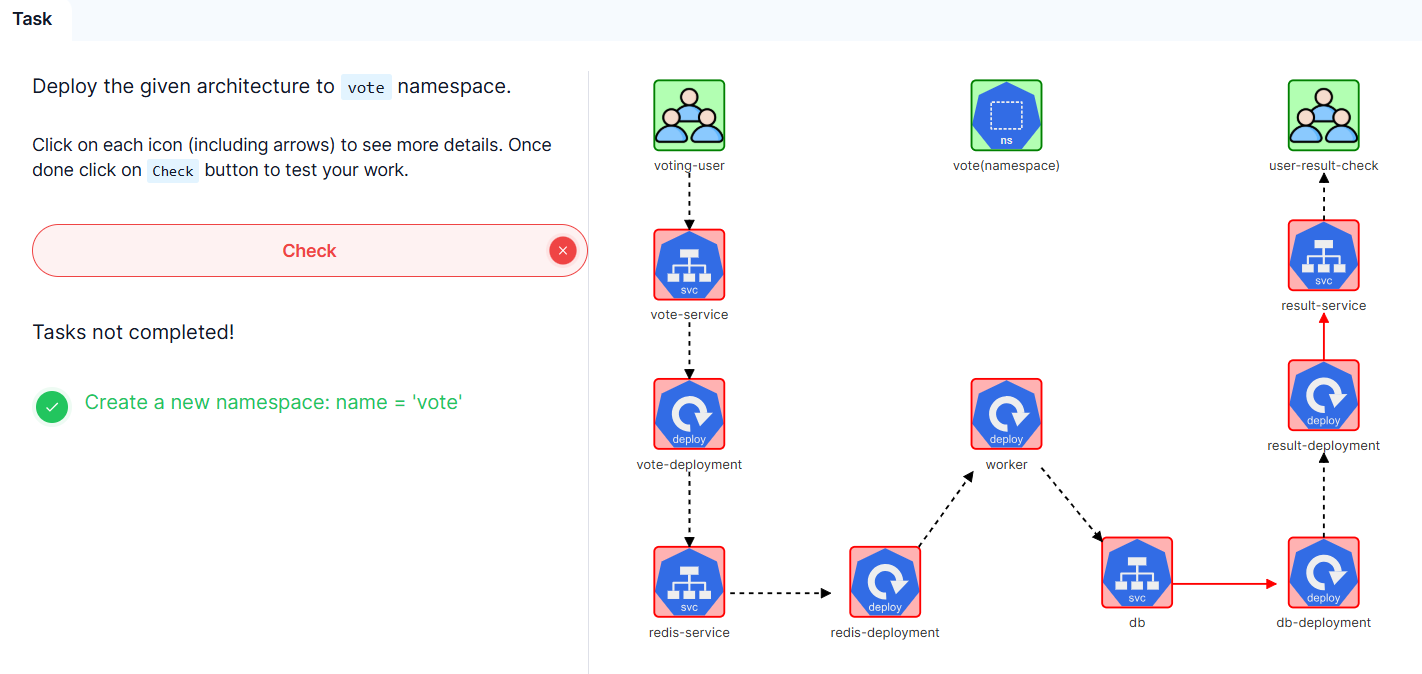 Task
Deploy the given architecture to vote namespace.
Click on each icon (including arrows) to see more details. Once
done click on Check button to test your work.
Check
Tasks not completed!
Create a new namespace: name = 'vote'
voting-user
ns
vote(namespace)
user-result-check
svc
vote-service
svc
result-service
deploy
vote-deployment
deploy
worker
deploy
result-deployment
svc
redis-service
deploy
redis-deployment
svc
db
deploy
db-deployment